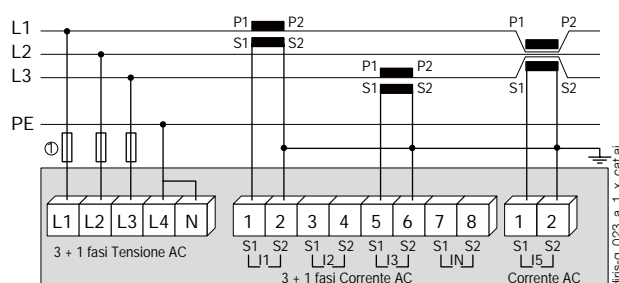 P1 P2 P1 P2
L1
S1 S2
L2
P1 P2
L3
S1 S2 S1 S2
PE
①
L1 L2 L3 L4 N 1 2 3 4 5 6 7 8 1 2
S1 S2 S1 S2 S1 S2 S1 S2 S1 S2
3 + 1 fasi Tensione AC
I1 I2 I3 IN I5
3 + 1 fasi Corrente AC Corrente AC
diris-q_023_a_1_x_cat.ai